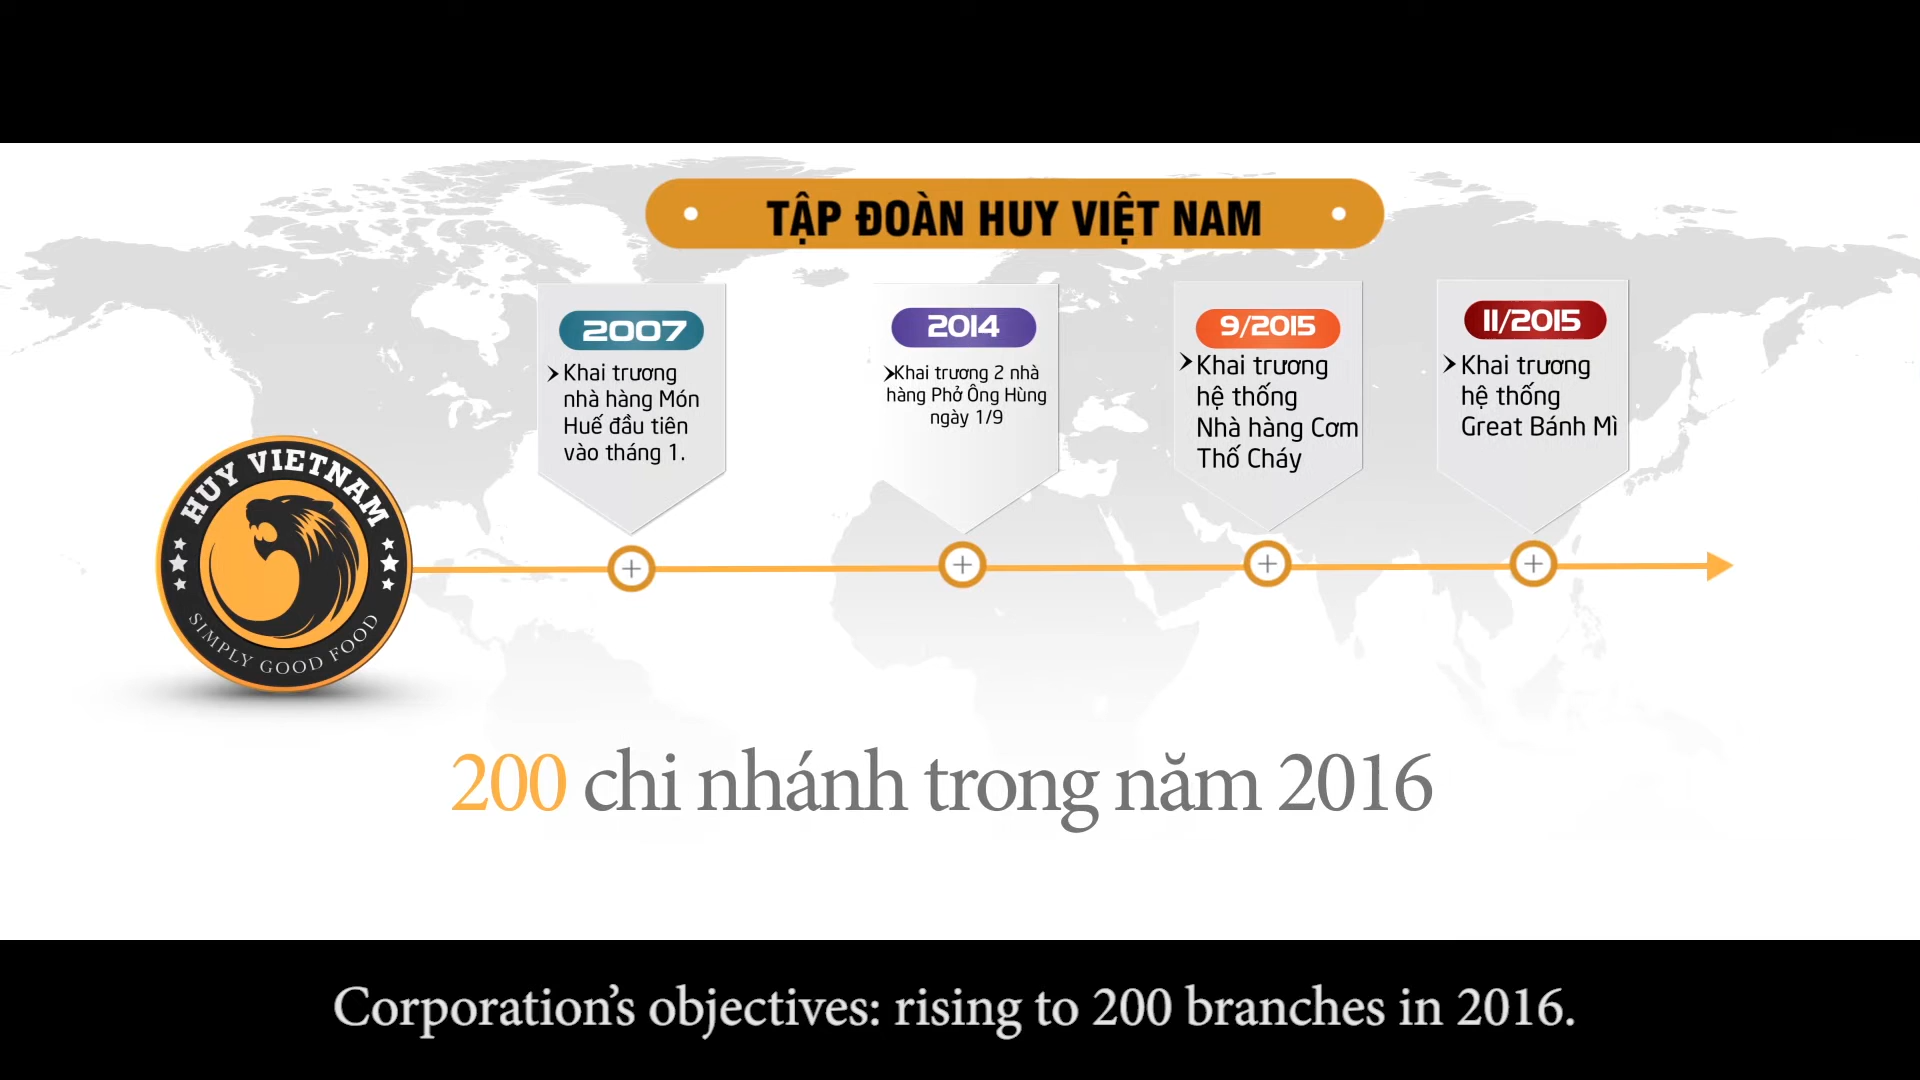 TẬP ĐOÀN HUY VIỆT NAM
2007
Khai trương
nhà hàng Món
Huế đầu tiên
vào tháng 1.
2014
Khai trương 2 nhà
hàng Phở Ông Hùng
ngày 1/9
9/2015
Khai trương
hệ thống
Nhà hàng Cơm
Thố Cháy
11/2015
Khai trương
hệ thống
Great Bánh Mì
HUY VIETNAM
SIMPLY GOOD FOOD
200 chi nhánh trong năm 2016
Corporation’s objectives: rising to 200 branches in 2016.